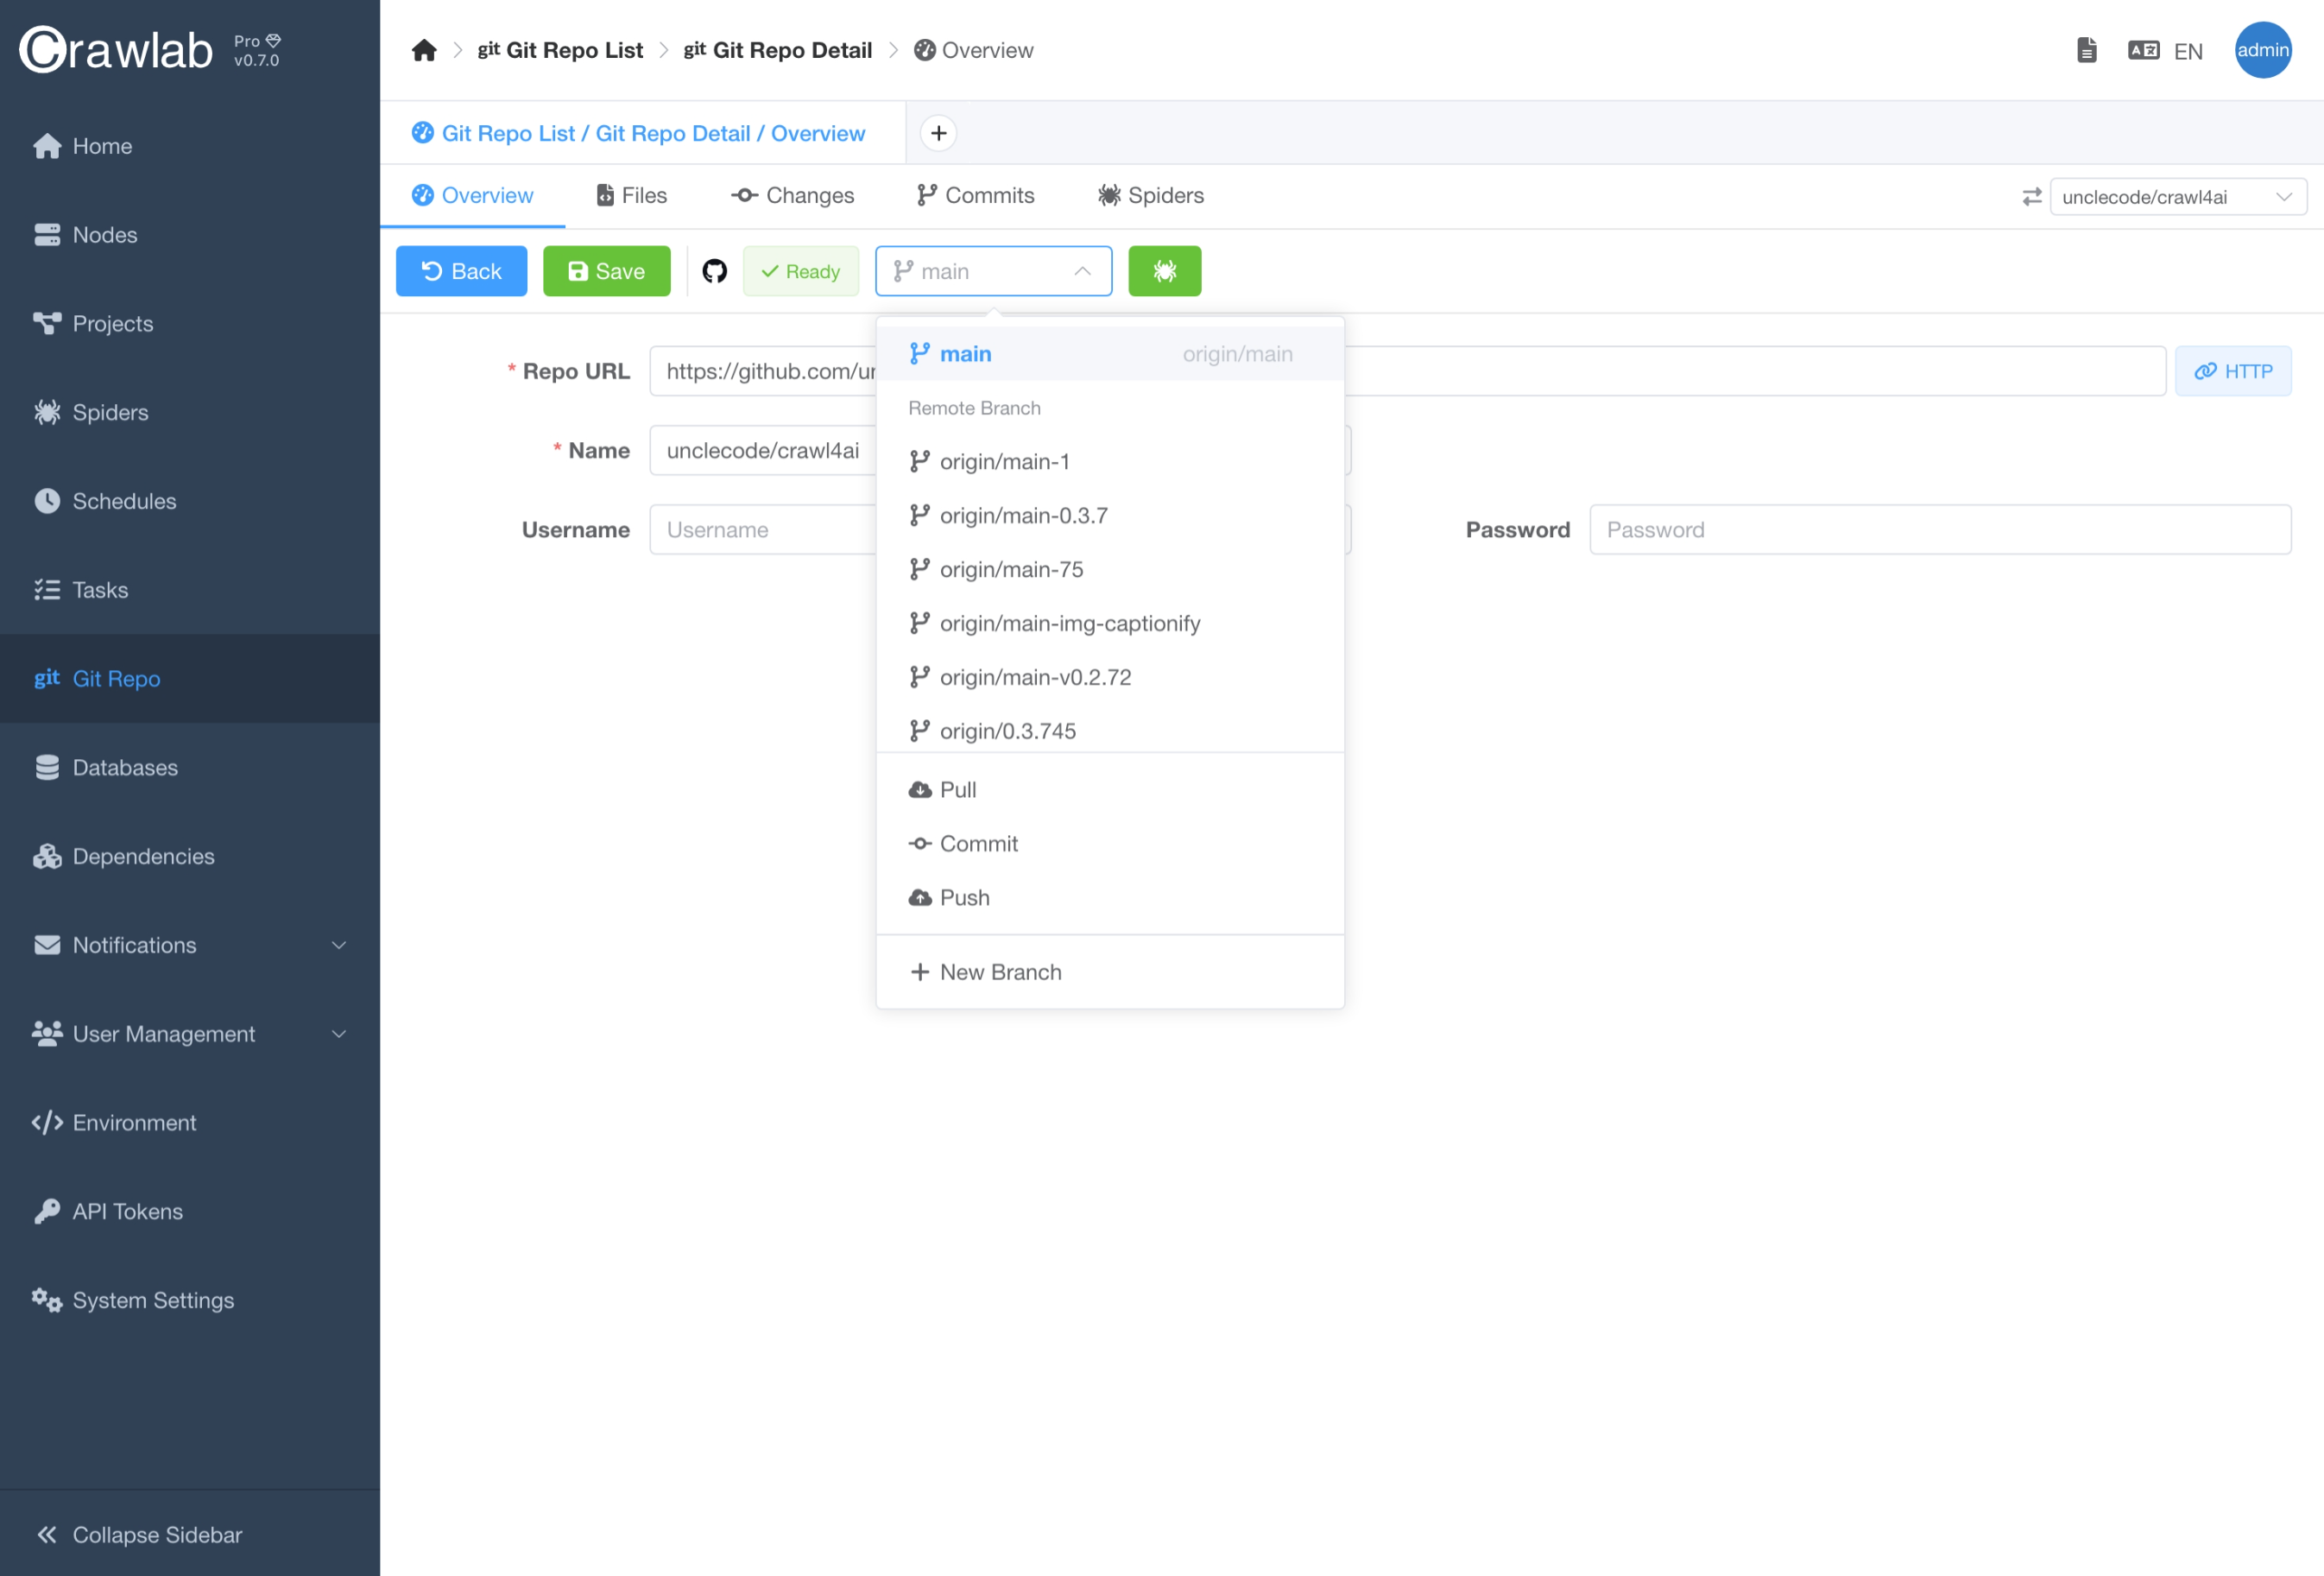 Crawlab
Pro
v0.7.0
git Git Repo List
git Git Repo Detail
Overview
EN
admin
Git Repo List / Git Repo Detail / Overview
Overview
Files
Changes
Commits
Spiders
unclecode/crawl4ai
Back
Save
Ready
main
Home
Nodes
Projects
Spiders
Schedules
Tasks
git Git Repo
Databases
Dependencies
Notifications
User Management
Environment
API Tokens
System Settings
Collapse Sidebar
* Repo URL
https://github.com/
HTTP
* Name
unclecode/crawl4ai
Username
Username
Password
Password
main origin/main
Remote Branch
origin/main-1
origin/main-0.3.7
origin/main-75
origin/main-img-captionify
origin/main-v0.2.72
origin/0.3.745
Pull
Commit
Push
New Branch